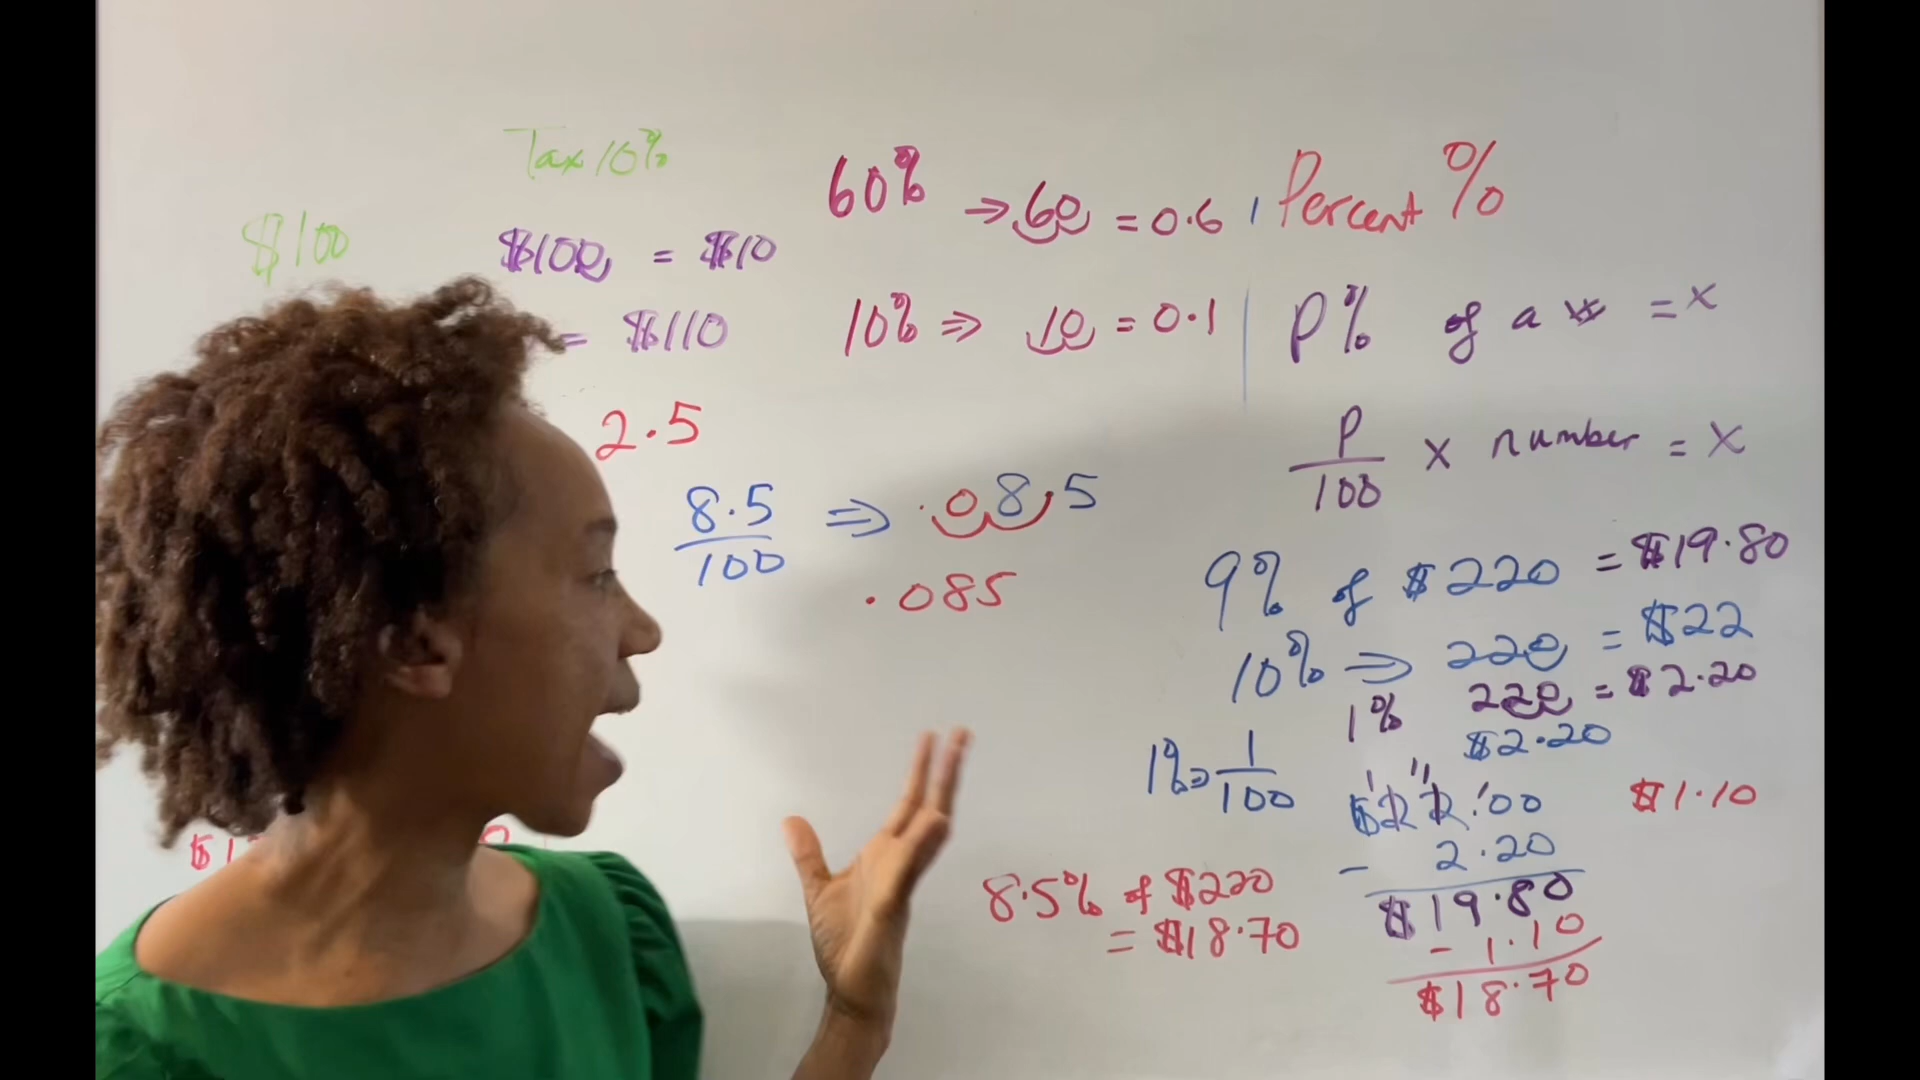 Tax 10%
$100
$100 = $10
= $110
2.5
8.5/100 ⇒ .085
.085
60% → 60 = 0.6
10% ⇒ 10 = 0.1
Percent %
P% of a = x
P/100 × number = x
9% of $220 = $19.80
10% ⇒ 220 = $22
1% 220 = $2.20
$2.20
1% ⇒ 1/100
$22.00
- 2.20
$19.80
- 1.10
$18.70
$1.10
8.5% of $220
= $18.70